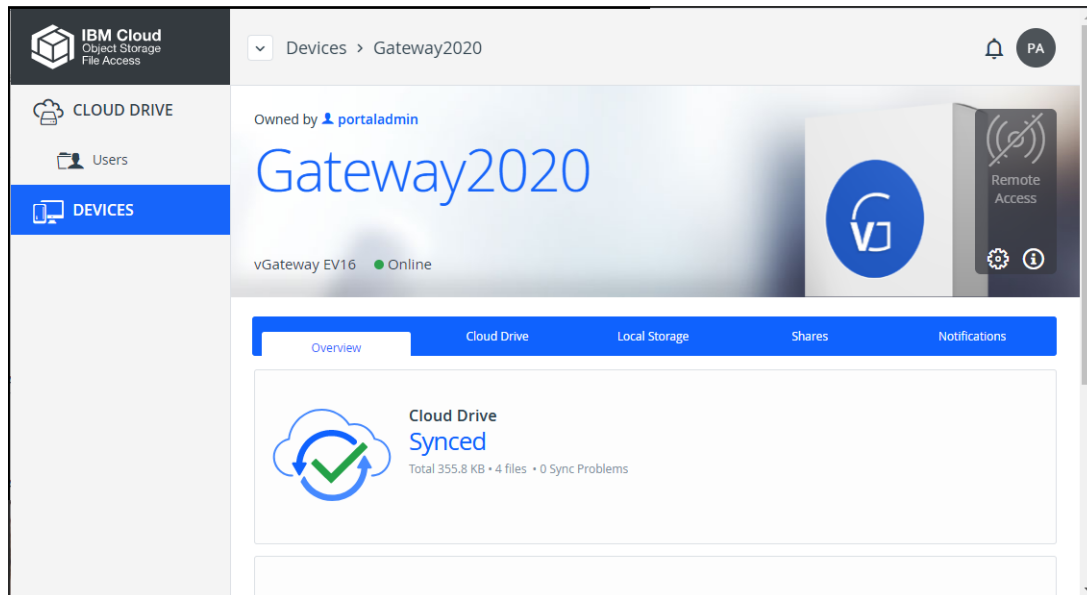 IBM Cloud
Object Storage
File Access
Devices > Gateway2020
PA
CLOUD DRIVE
Users
DEVICES
Owned by portaladmin
Gateway2020
vGateway EV16 ● Online
Remote
Access
Overview
Cloud Drive
Local Storage
Shares
Notifications
Cloud Drive
Synced
Total 355.8 KB • 4 files • 0 Sync Problems